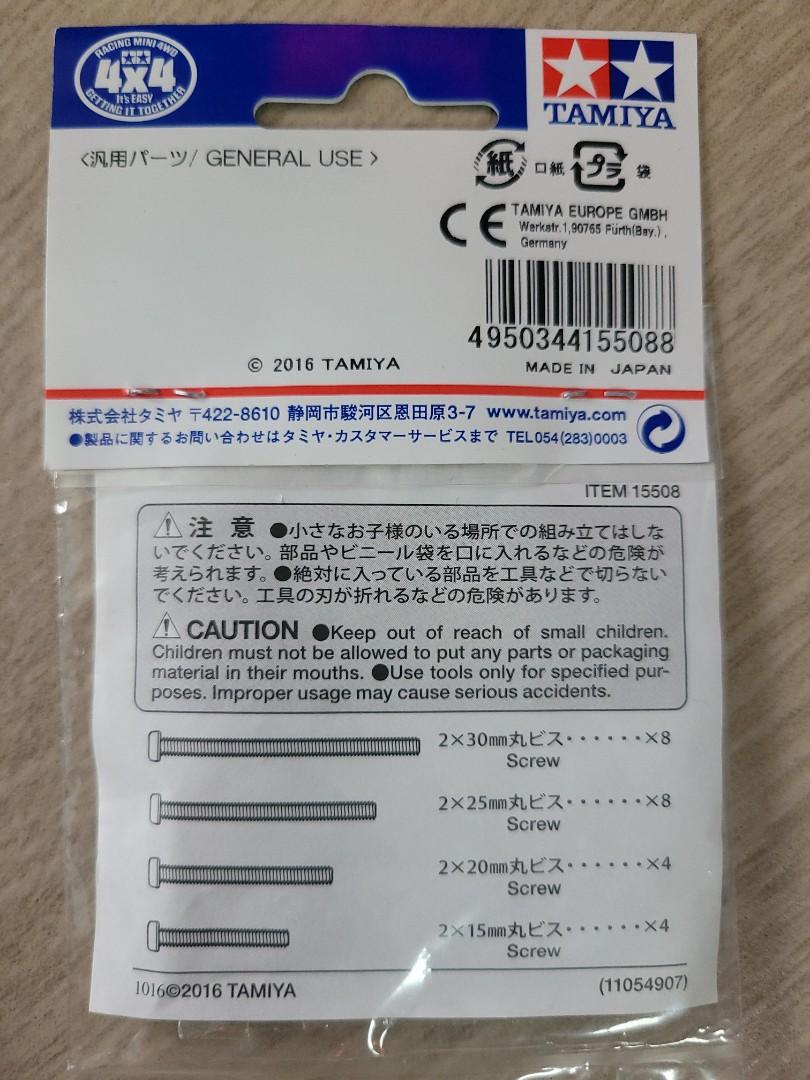 RACING MINI 4WD
4x4
It's EASY
GETTING IT TOGETHER
TAMIYA
<汎用パーツ/ GENERAL USE >
紙 口紙 プラ 袋
CE TAMIYA EUROPE GMBH
Werkstr.1,90765 Fürth(Bay.) ,
Germany
4950344155088
© 2016 TAMIYA
MADE IN JAPAN
株式会社タミヤ 〒422-8610 静岡市駿河区恩田原3-7 www.tamiya.com
●製品に関するお問い合わせはタミヤ・カスタマーサービスまで TEL054(283)0003
ITEM 15508
注 意 ●小さなお子様のいる場所での組み立てはしな
いでください。部品やビニール袋を口に入れるなどの危険が
考えられます。●絶対に入っている部品を工具などで切らない
でください。工具の刃が折れるなどの危険があります。
CAUTION ●Keep out of reach of small children.
Children must not be allowed to put any parts or packaging
material in their mouths. ●Use tools only for specified pur-
poses. Improper usage may cause serious accidents.
2×30mm丸ビス・・・・・・×8
Screw
2×25mm丸ビス・・・・・・×8
Screw
2×20mm丸ビス・・・・・・×4
Screw
2×15mm丸ビス・・・・・・×4
Screw
1016©2016 TAMIYA
(11054907)